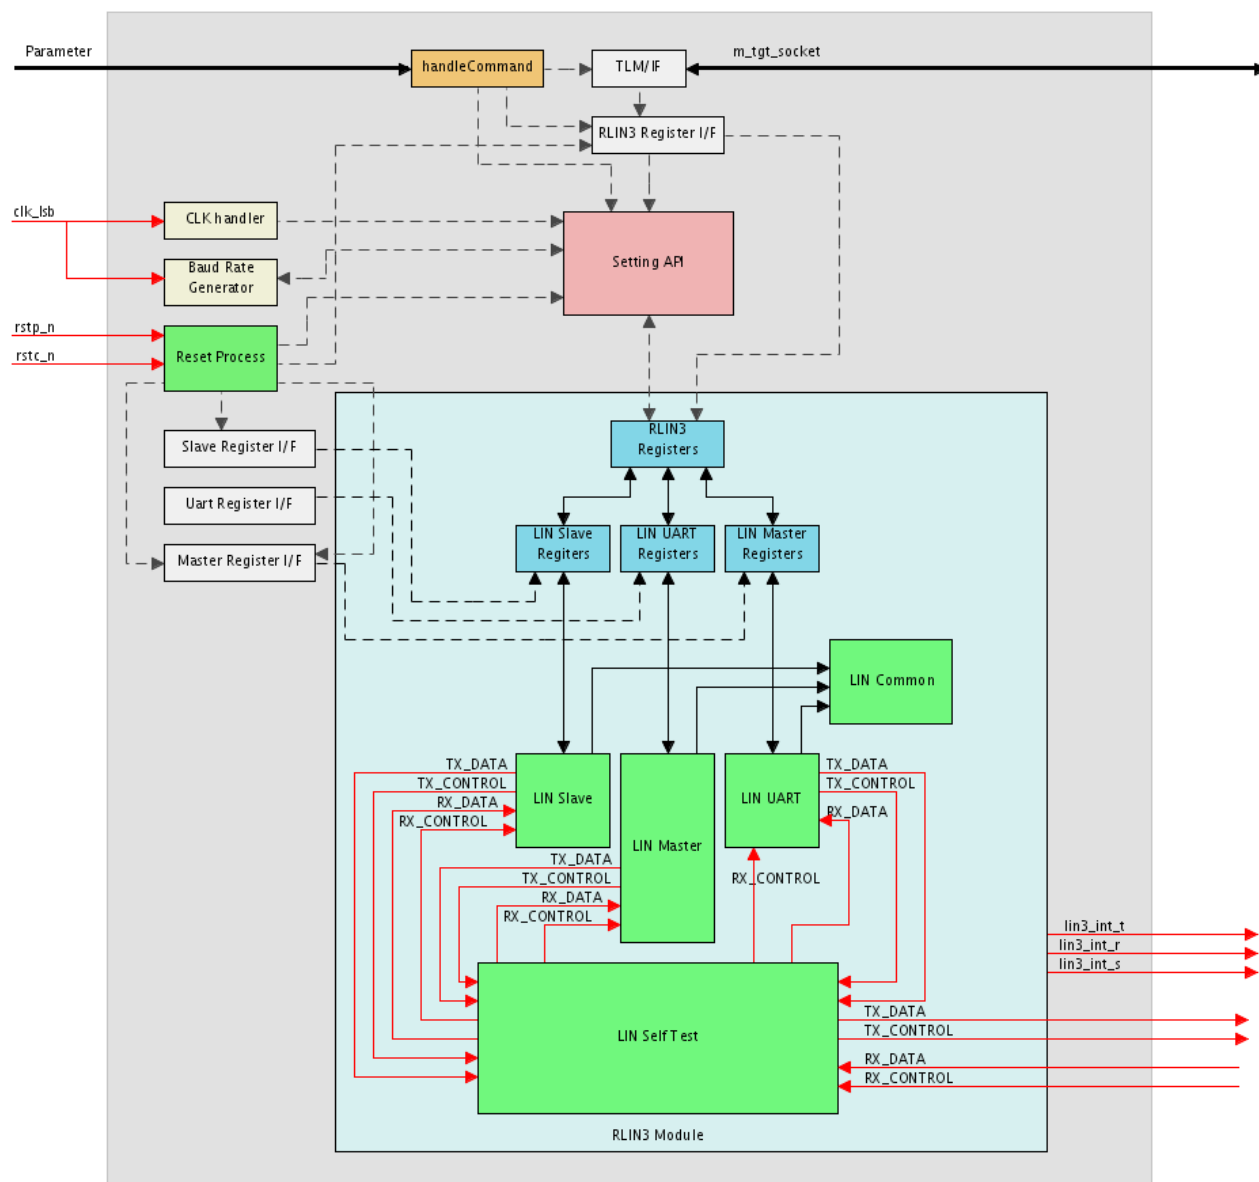 Parameter
handleCommand
TLM/IF
m_tgt_socket
RLIN3 Register I/F
clk_lsb
CLK handler
Baud Rate
Generator
Setting API
rstp_n
rstc_n
Reset Process
Slave Register I/F
Uart Register I/F
Master Register I/F
RLIN3
Registers
LIN Slave
Regiters
LIN UART
Registers
LIN Master
Registers
LIN Common
TX_DATA
TX_CONTROL
RX_DATA
RX_CONTROL
LIN Slave
LIN Master
LIN UART
TX_DATA
TX_CONTROL
RX_DATA
TX_DATA
TX_CONTROL
RX_DATA
RX_CONTROL
RX_CONTROL
lin3_int_t
lin3_int_r
lin3_int_s
LIN Self Test
TX_DATA
TX_CONTROL
RX_DATA
RX_CONTROL
RLIN3 Module